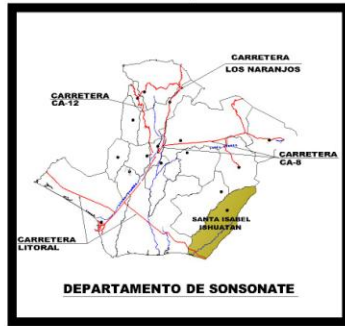 CARRETERA
LOS NARANJOS
CARRETERA
CA-12
CARRETERA
CA-8
SANTA ISABEL
ISHUATAN
CARRETERA
LITORAL
DEPARTAMENTO DE SONSONATE